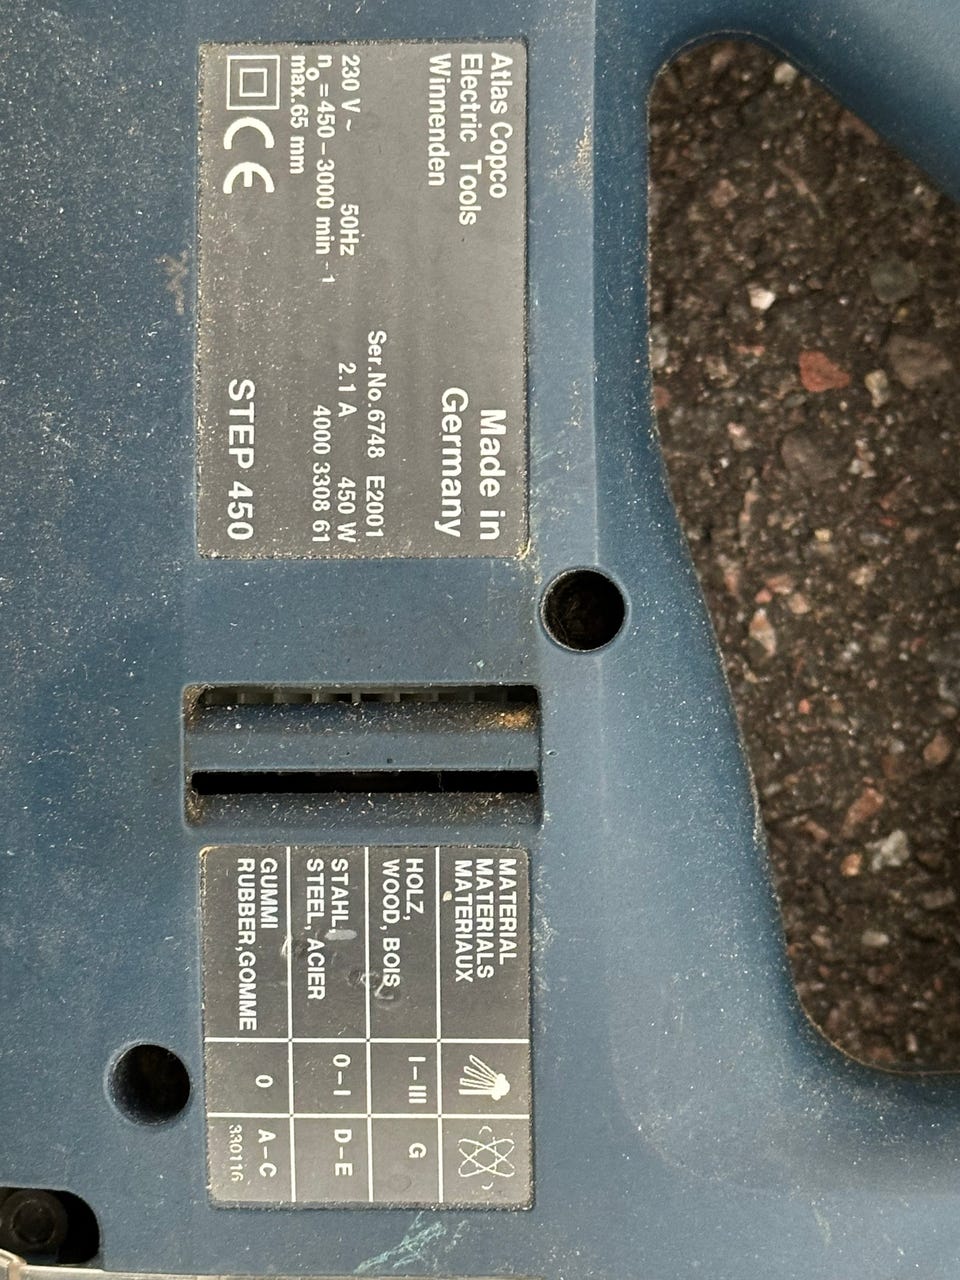 Atlas Copco
Electric Tools
Winnenden
Made in
Germany
Ser.No.6748 E2001
230 V~ 50Hz 2.1 A 450 W
n₀ =450 – 3000 min ⁻¹ 4000 3308 61
max.65 mm
CE STEP 450
MATERIAL
MATERIALS
MATERIAUX
HOLZ,
WOOD, BOIS I – III G
STAHL
STEEL, ACIER 0 – I D – E
GUMMI
RUBBER,GOMME 0 A – C
330116